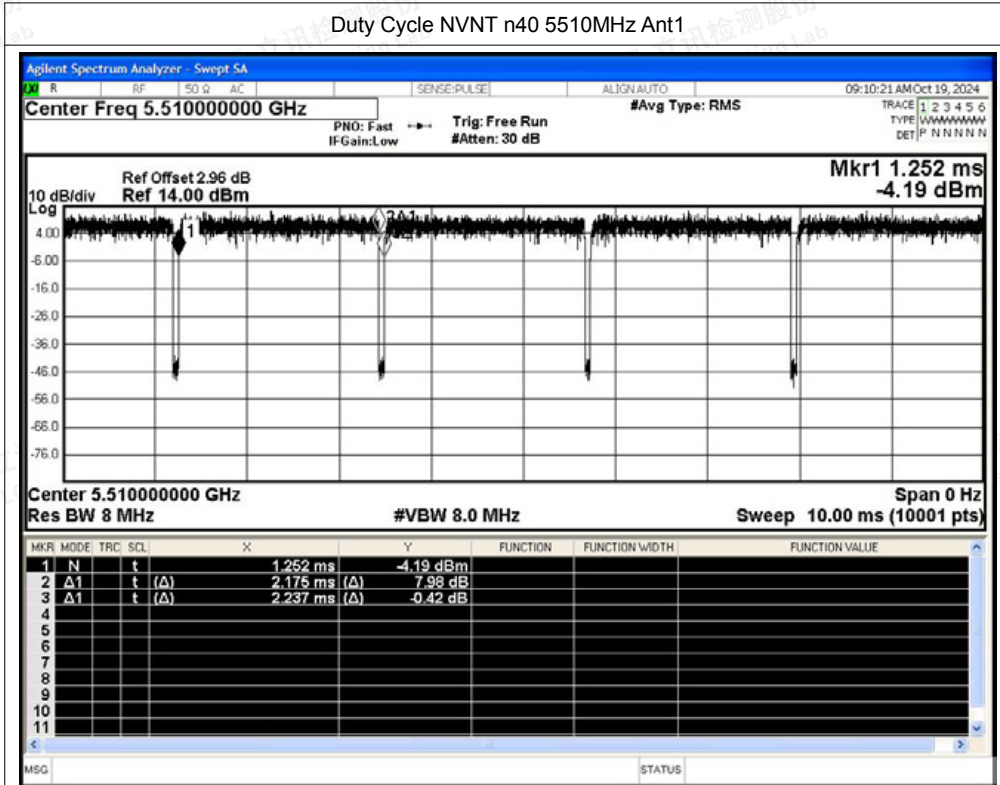 Duty Cycle NVNT n40 5510MHz Ant1
Agilent Spectrum Analyzer - Swept SA
R RF 50 Ω AC SENSE:PULSE ALIGN AUTO 09:10:21 AM Oct 19, 2024
Center Freq 5.510000000 GHz #Avg Type: RMS TRACE 1 2 3 4 5 6
PNO: Fast Trig: Free Run TYPE WWWWWW
IFGain:Low #Atten: 30 dB DET P N N N N N
Mkr1 1.252 ms
Ref Offset 2.96 dB
10 dB/div Ref 14.00 dBm -4.19 dBm
Log
4.00
-6.00
-16.0
-26.0
-36.0
-46.0
-56.0
-66.0
-76.0
1
Center 5.510000000 GHz Span 0 Hz
Res BW 8 MHz #VBW 8.0 MHz Sweep 10.00 ms (10001 pts)
MKR MODE TRC SCL X Y FUNCTION FUNCTION WIDTH FUNCTION VALUE
1 N t 1.252 ms -4.19 dBm
2 Δ1 t (Δ) 2.175 ms (Δ) 7.98 dB
3 Δ1 t (Δ) 2.237 ms (Δ) -0.42 dB
4
5
6
7
8
9
10
11
MSG STATUS